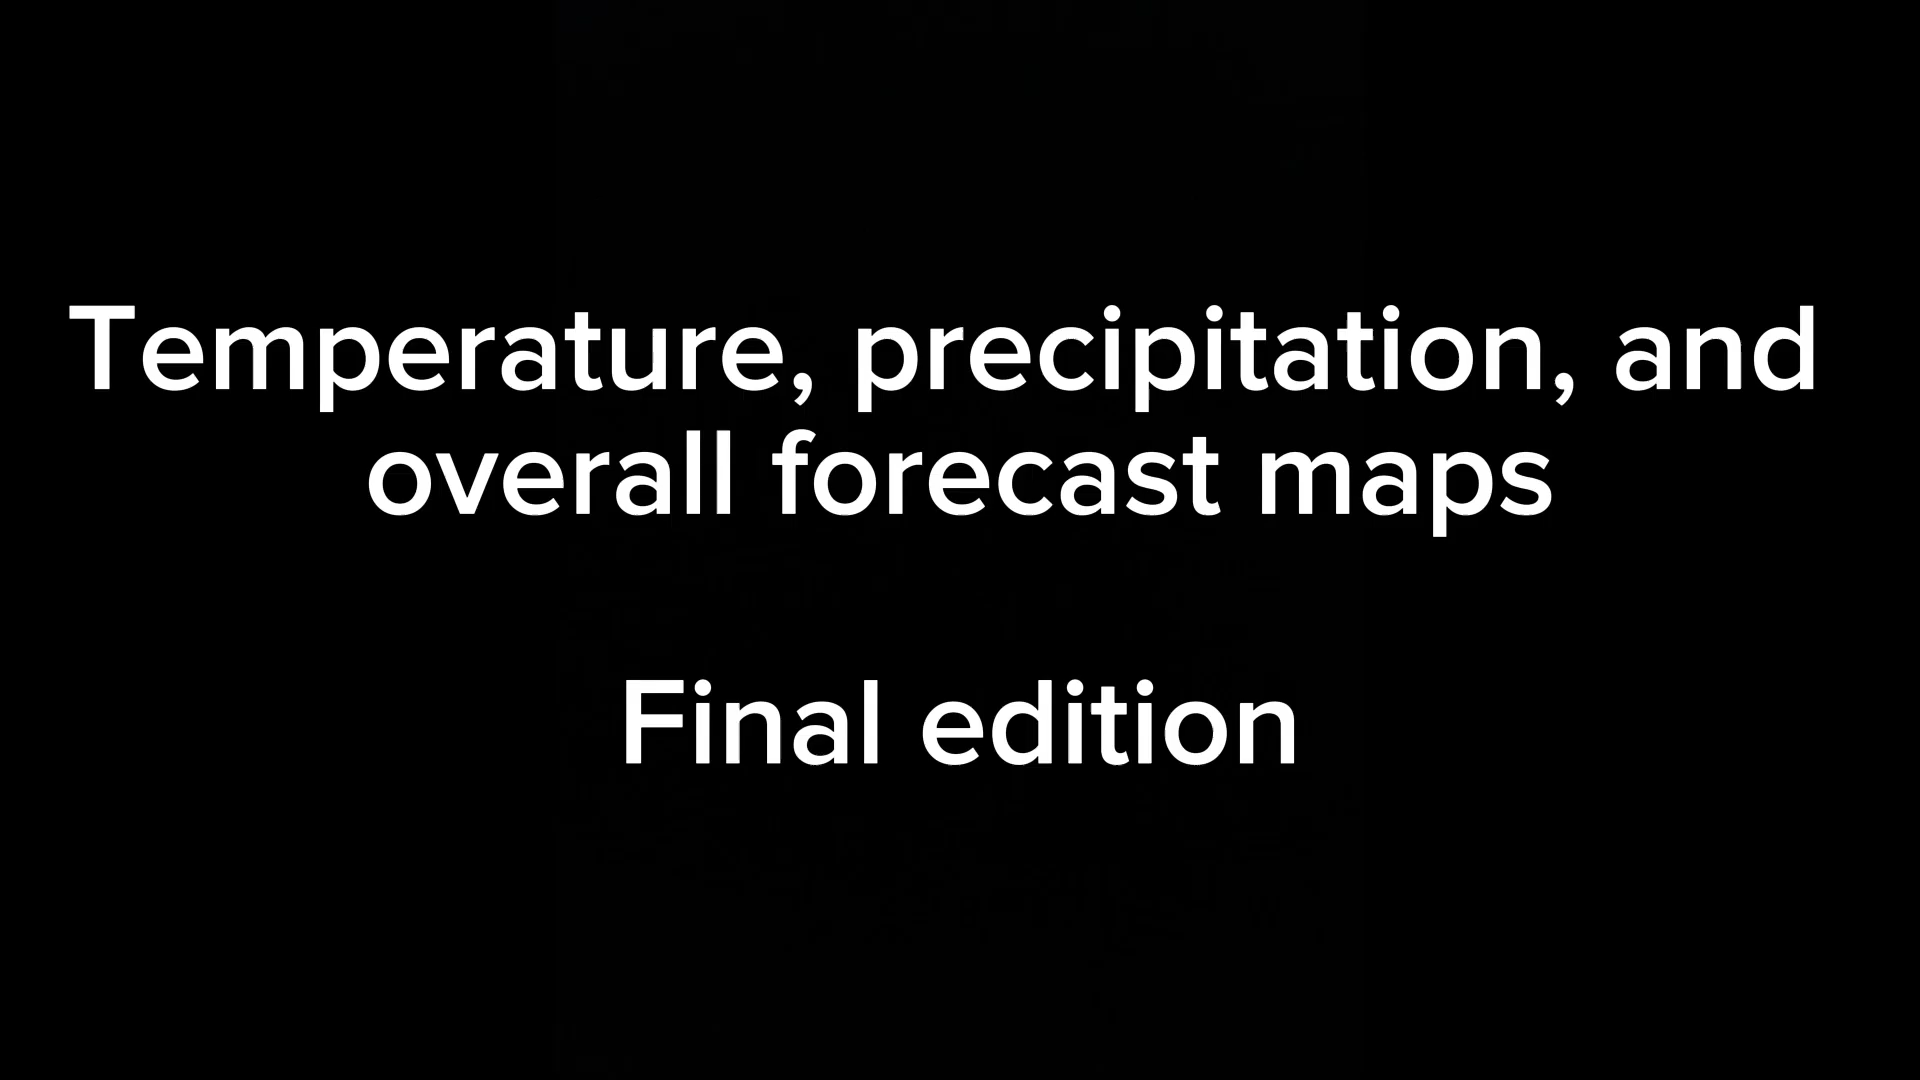 Temperature, precipitation, and
overall forecast maps
Final edition